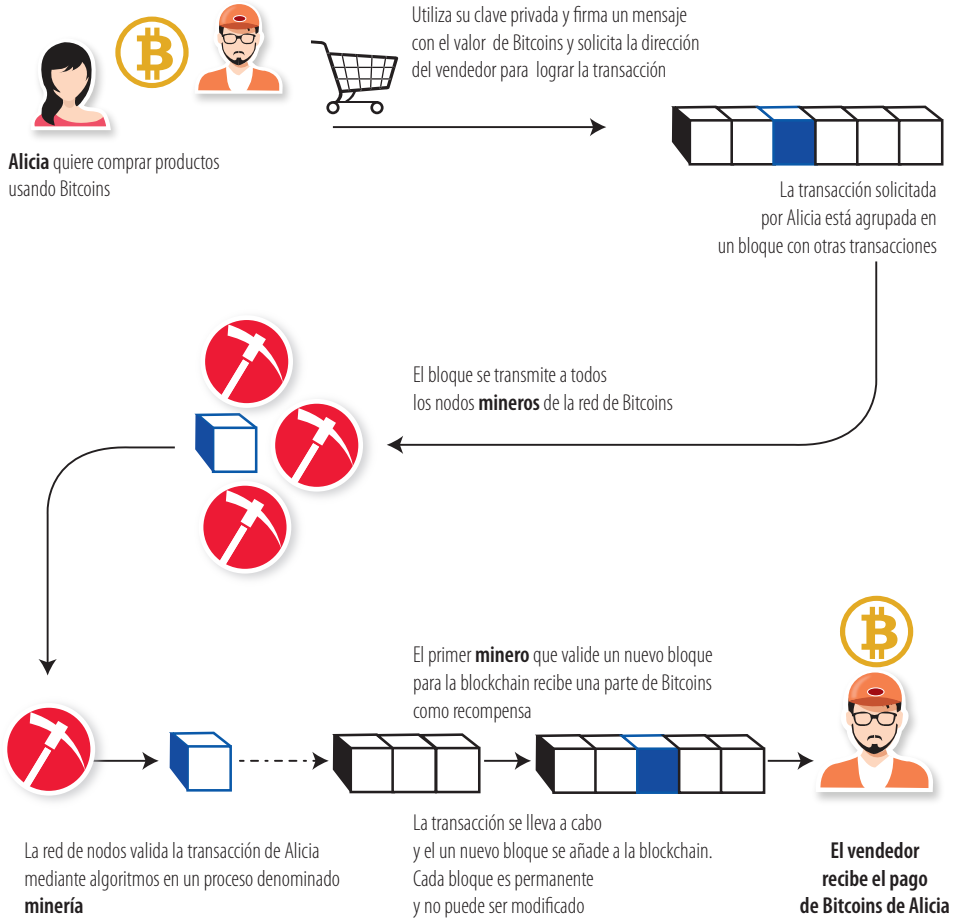 Utiliza su clave privada y firma un mensaje
con el valor de Bitcoins y solicita la dirección
del vendedor para lograr la transacción
Alicia quiere comprar productos
usando Bitcoins
La transacción solicitada
por Alicia está agrupada en
un bloque con otras transacciones
El bloque se transmite a todos
los nodos mineros de la red de Bitcoins
El primer minero que valide un nuevo bloque
para la blockchain recibe una parte de Bitcoins
como recompensa
La red de nodos valida la transacción de Alicia
mediante algoritmos en un proceso denominado
minería
La transacción se lleva a cabo
y el un nuevo bloque se añade a la blockchain.
Cada bloque es permanente
y no puede ser modificado
El vendedor
recibe el pago
de Bitcoins de Alicia